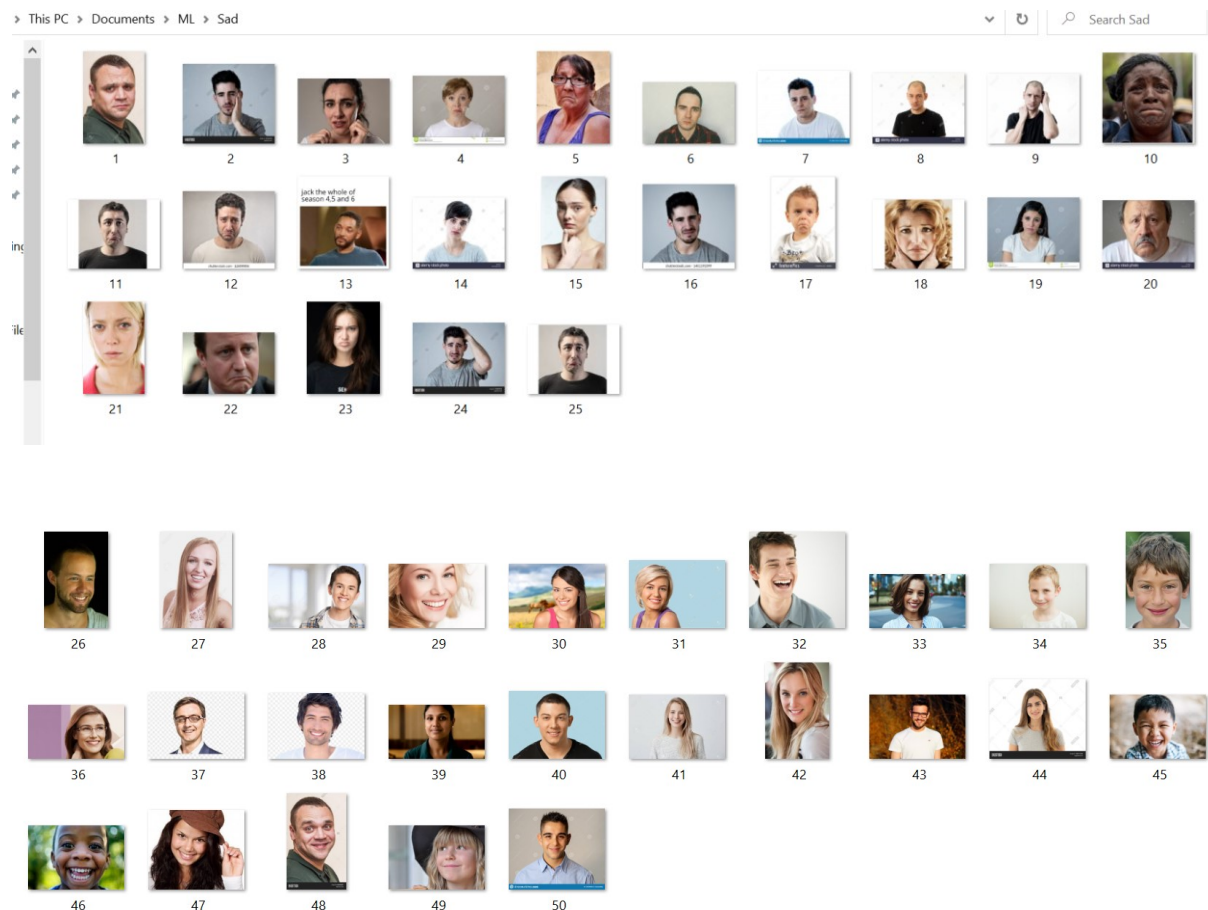 This PC > Documents > ML > Sad
Search Sad
1 2 3 4 5 6 7 8 9 10
jack the whole of
season 4,5 and 6
11 12 13 14 15 16 17 18 19 20
21 22 23 24 25
26 27 28 29 30 31 32 33 34 35
36 37 38 39 40 41 42 43 44 45
46 47 48 49 50